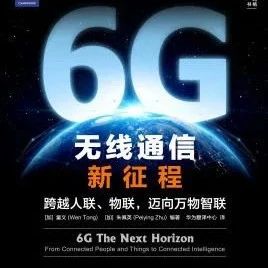 6G
无线通信
新征程
跨越人联、物联，迈向万物智联
[加] 童文 (Wen Tong) [加] 朱佩英 (Peiying Zhu) 编著 华为翻译中心 译
6G The Next Horizon
From Connected People and Things to Connected Intelligence